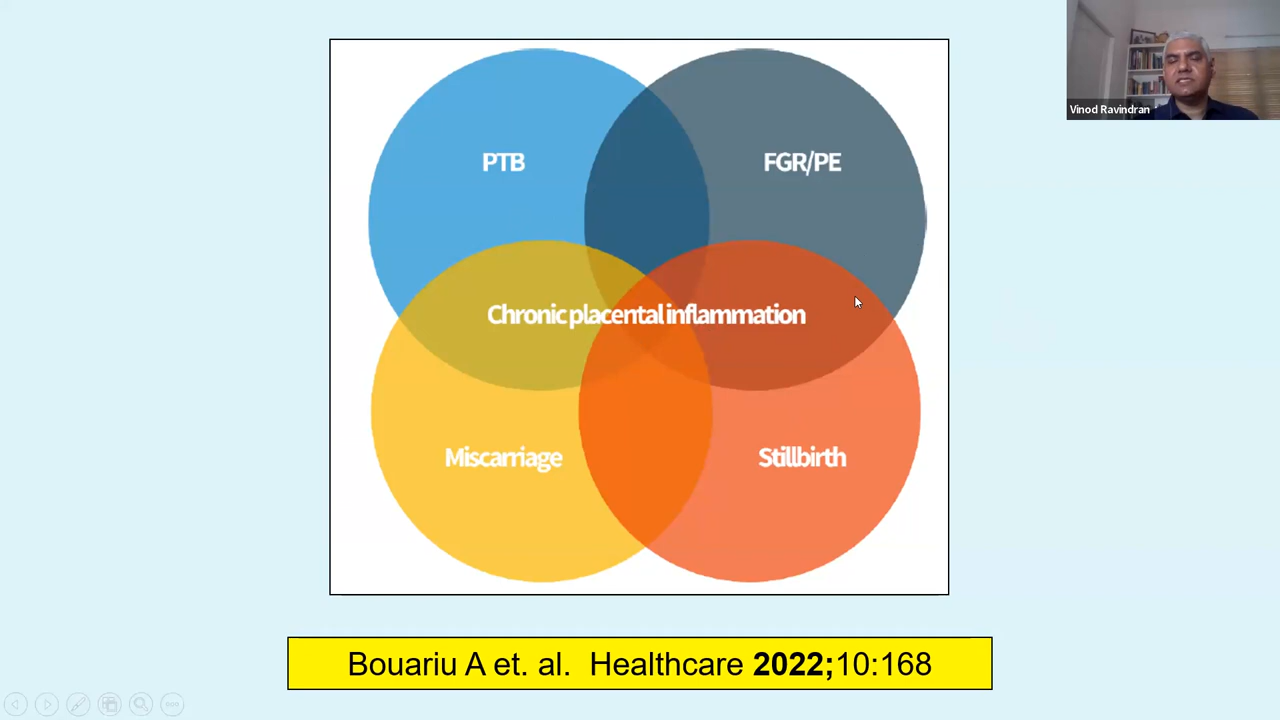 Vinod Ravindran
PTB
FGR/PE
Chronic placental inflammation
Miscarriage
Stillbirth
Bouariu A et. al.  Healthcare 2022;10:168